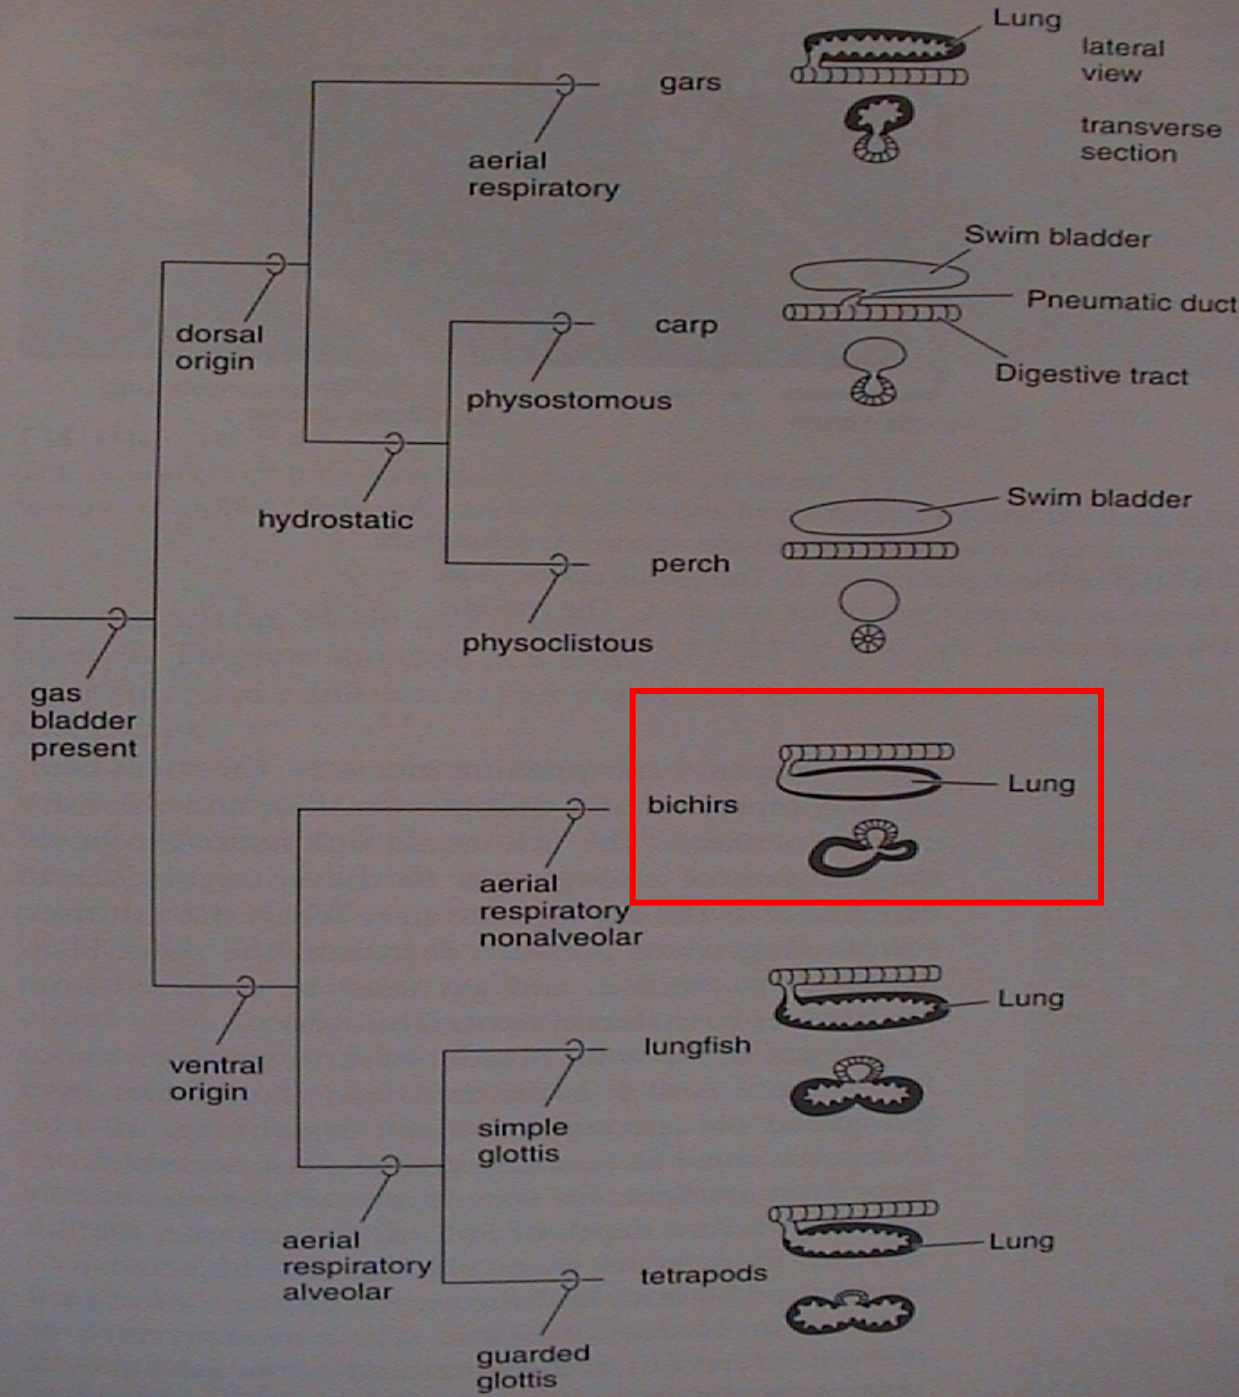 Lung
lateral
view
gars
transverse
section
aerial
respiratory
Swim bladder
Pneumatic duct
carp
dorsal
origin
Digestive tract
physostomous
Swim bladder
hydrostatic
perch
physoclistous
gas
bladder
present
Lung
bichirs
aerial
respiratory
nonalveolar
Lung
lungfish
ventral
origin
simple
glottis
aerial
respiratory
alveolar
Lung
tetrapods
guarded
glottis